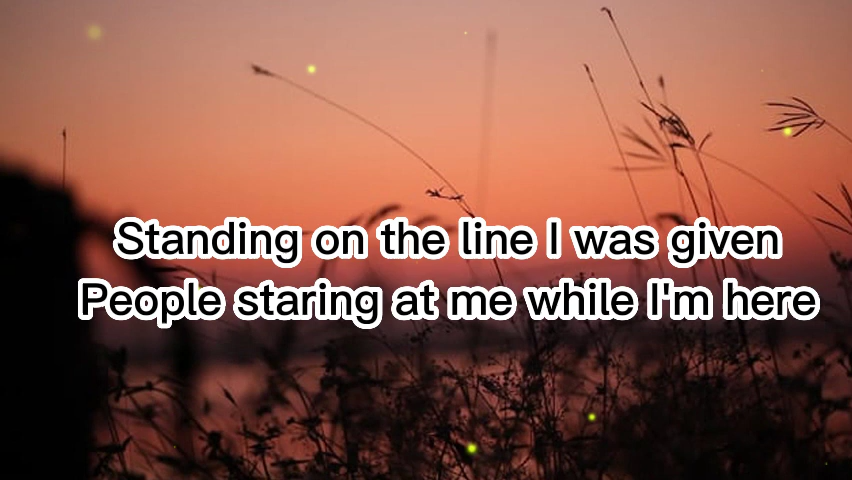 Standing on the line I was given
People staring at me while I'm here